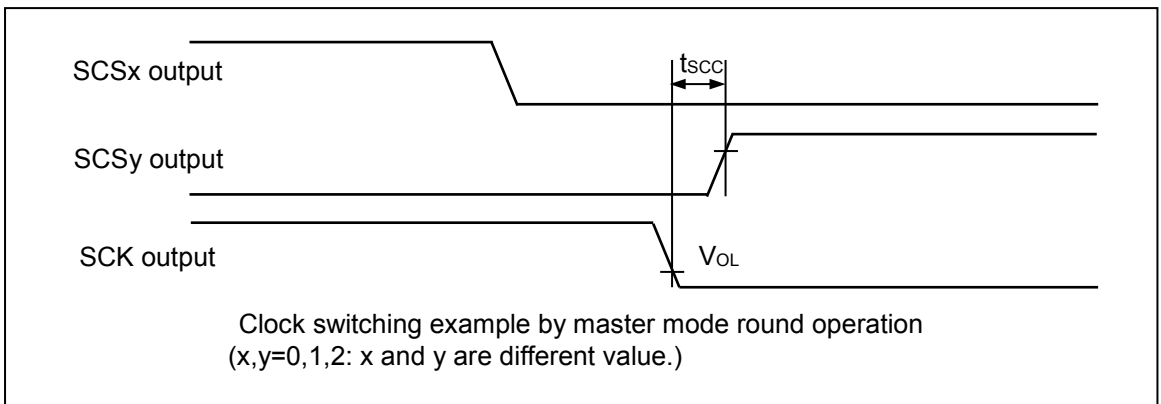 SCSx output
tSCC
SCSy output
SCK output
VOL
Clock switching example by master mode round operation
(x,y=0,1,2: x and y are different value.)